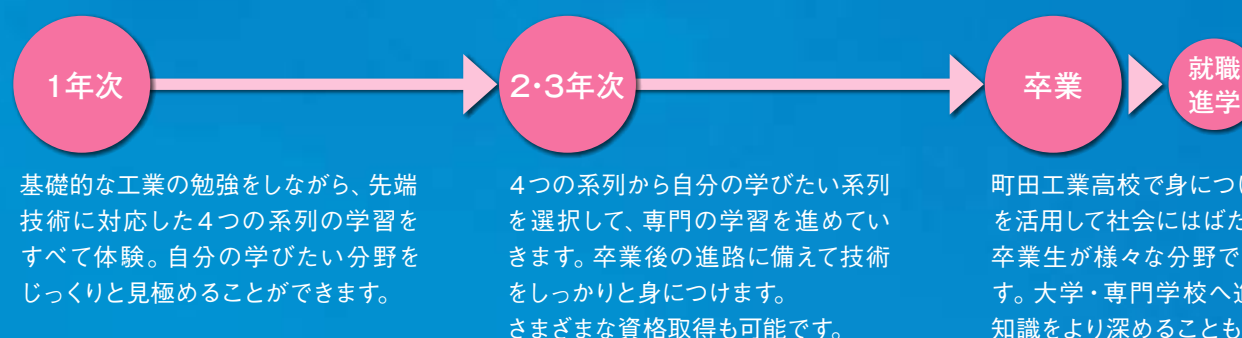 1年次
2・3年次
卒業
就職
進学
基礎的な工業の勉強をしながら、先端
技術に対応した4つの系列の学習を
すべて体験。自分の学びたい分野を
じっくりと見極めることができます。
4つの系列から自分の学びたい系列
を選択して、専門の学習を進めてい
きます。卒業後の進路に備えて技術
をしっかりと身につけます。
さまざまな資格取得も可能です。
町田工業高校で身につけ
を活用して社会にはばた
卒業生が様々な分野で
す。大学・専門学校へ進
知識をより深めることも